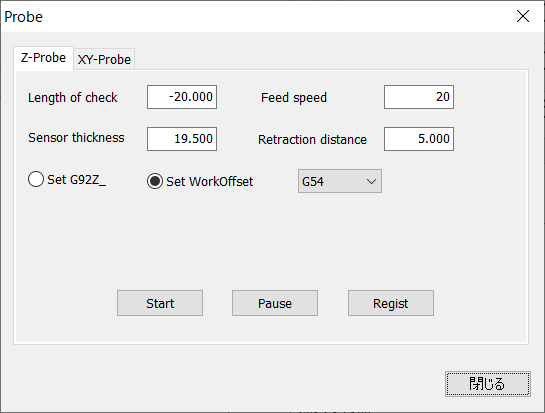 Probe
Z-Probe XY-Probe
Length of check -20.000 Feed speed 20
Sensor thickness 19.500 Retraction distance 5.000
Set G92Z_ Set WorkOffset G54
Start Pause Regist
閉じる